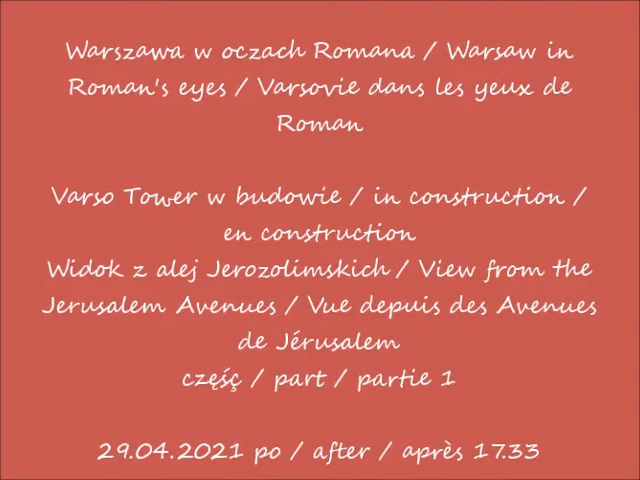 Warszawa w oczach Romana / Warsaw in
Roman's eyes / Varsovie dans les yeux de
Roman
Varso Tower w budowie / in construction /
en construction
Widok z alej Jerozolimskich / View from the
Jerusalem Avenues / Vue depuis des Avenues
de Jérusalem
częśç / part / partie 1
29.04.2021 po / after / après 17.33